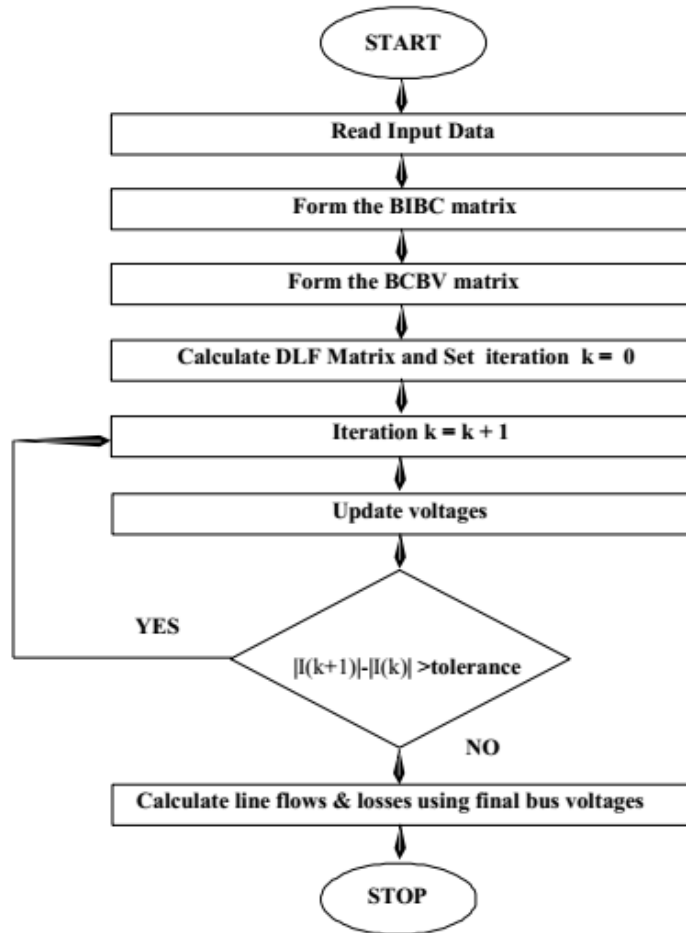 START
Read Input Data
Form the BIBC matrix
Form the BCBV matrix
Calculate DLF Matrix and Set iteration k = 0
Iteration k = k + 1
Update voltages
YES
|I(k+1)|-|I(k)| >tolerance
NO
Calculate line flows & losses using final bus voltages
STOP